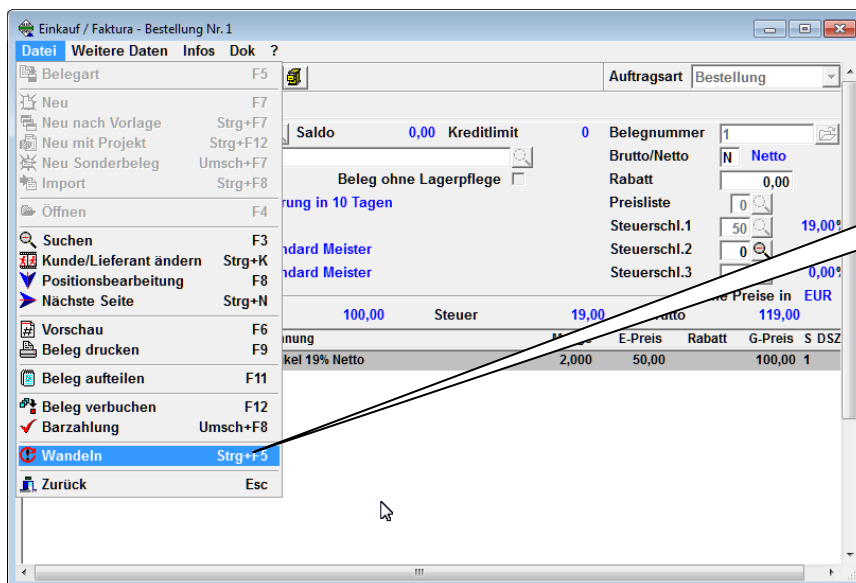 Einkauf / Faktura - Bestellung Nr. 1
Datei Weitere Daten Infos Dok ?
Belegart F5
Auftragsart Bestellung
Neu F7
Neu nach Vorlage Strg+F7
Neu mit Projekt Strg+F12
Neu Sonderbeleg Umsch+F7
Import Strg+F8
Öffnen F4
Suchen F3
Kunde/Lieferant ändern Strg+K
Positionsbearbeitung F8
Nächste Seite Strg+N
Vorschau F6
Beleg drucken F9
Beleg aufteilen F11
Beleg verbuchen F12
Barzahlung Umsch+F8
Wandeln Strg+F5
Zurück Esc
Saldo 0,00 Kreditlimit 0 Belegnummer 1
Brutto/Netto N Netto
Beleg ohne Lagerpflege Rabatt 0,00
rung in 10 Tagen Preisliste 0
Steuerschl.1 50 19,00%
ndard Meister Steuerschl.2 0
ndard Meister Steuerschl.3 0,00%
Preise in EUR
100,00 Steuer 19,00 119,00
nung E-Preis Rabatt G-Preis S DSZ
kel 19% Netto 2,000 50,00 100,00 1